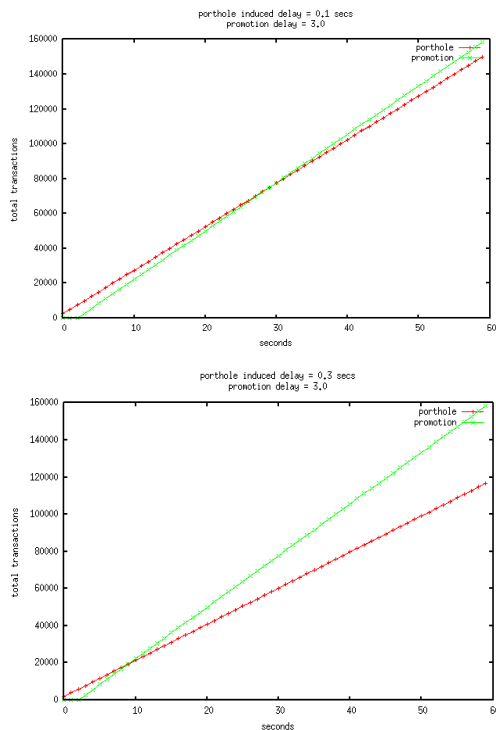 porthole induced delay = 0.1 secs
promotion delay = 3.0
160000
porthole
promotion
140000
120000
100000
80000
60000
40000
20000
0
total transactions
0 10 20 30 40 50 60
seconds
porthole induced delay = 0.3 secs
promotion delay = 3.0
160000
porthole
promotion
140000
120000
100000
80000
60000
40000
20000
0
total transactions
0 10 20 30 40 50 60
seconds